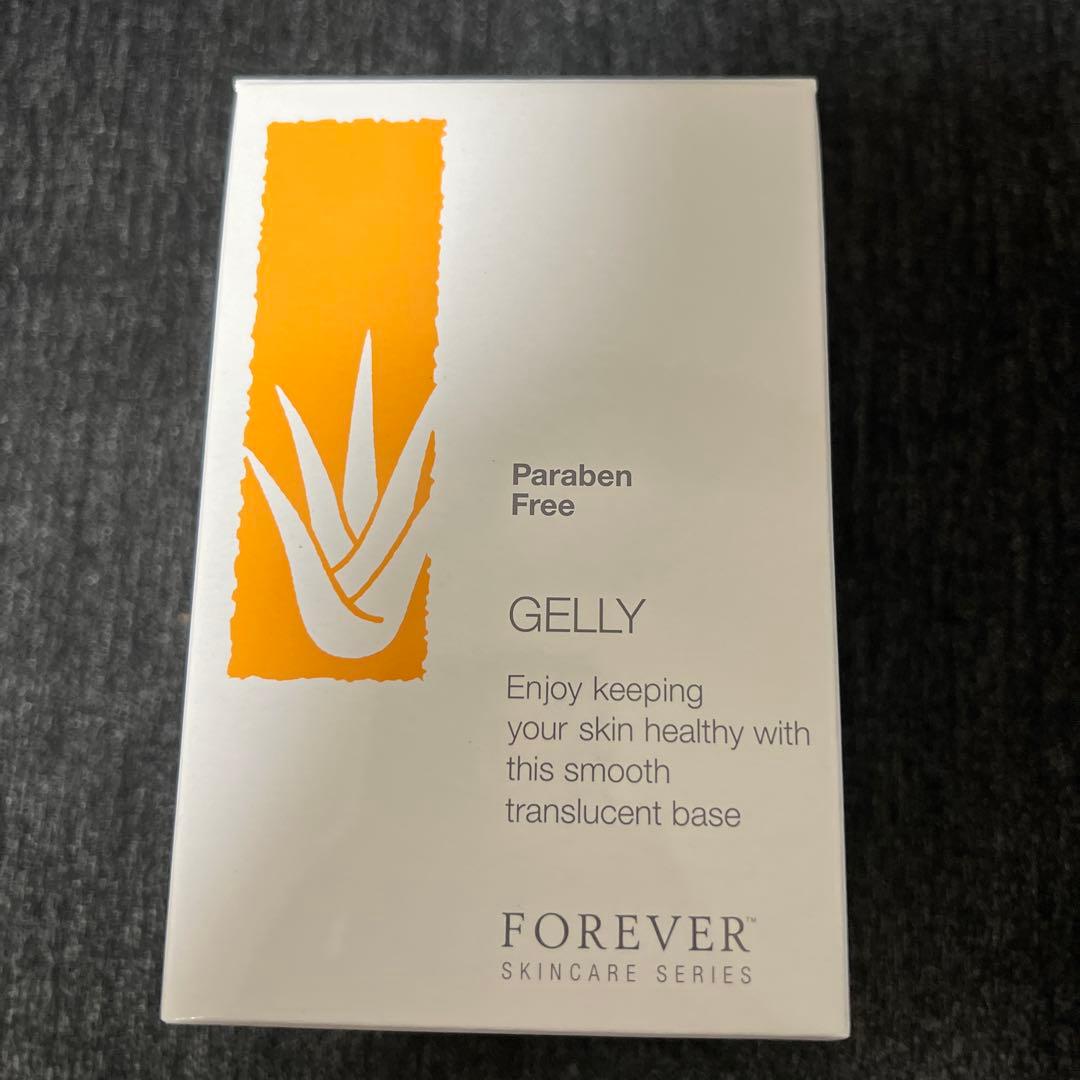 Paraben
Free
GELLY
Enjoy keeping
your skin healthy with
this smooth
translucent base
FOREVER™
SKINCARE SERIES